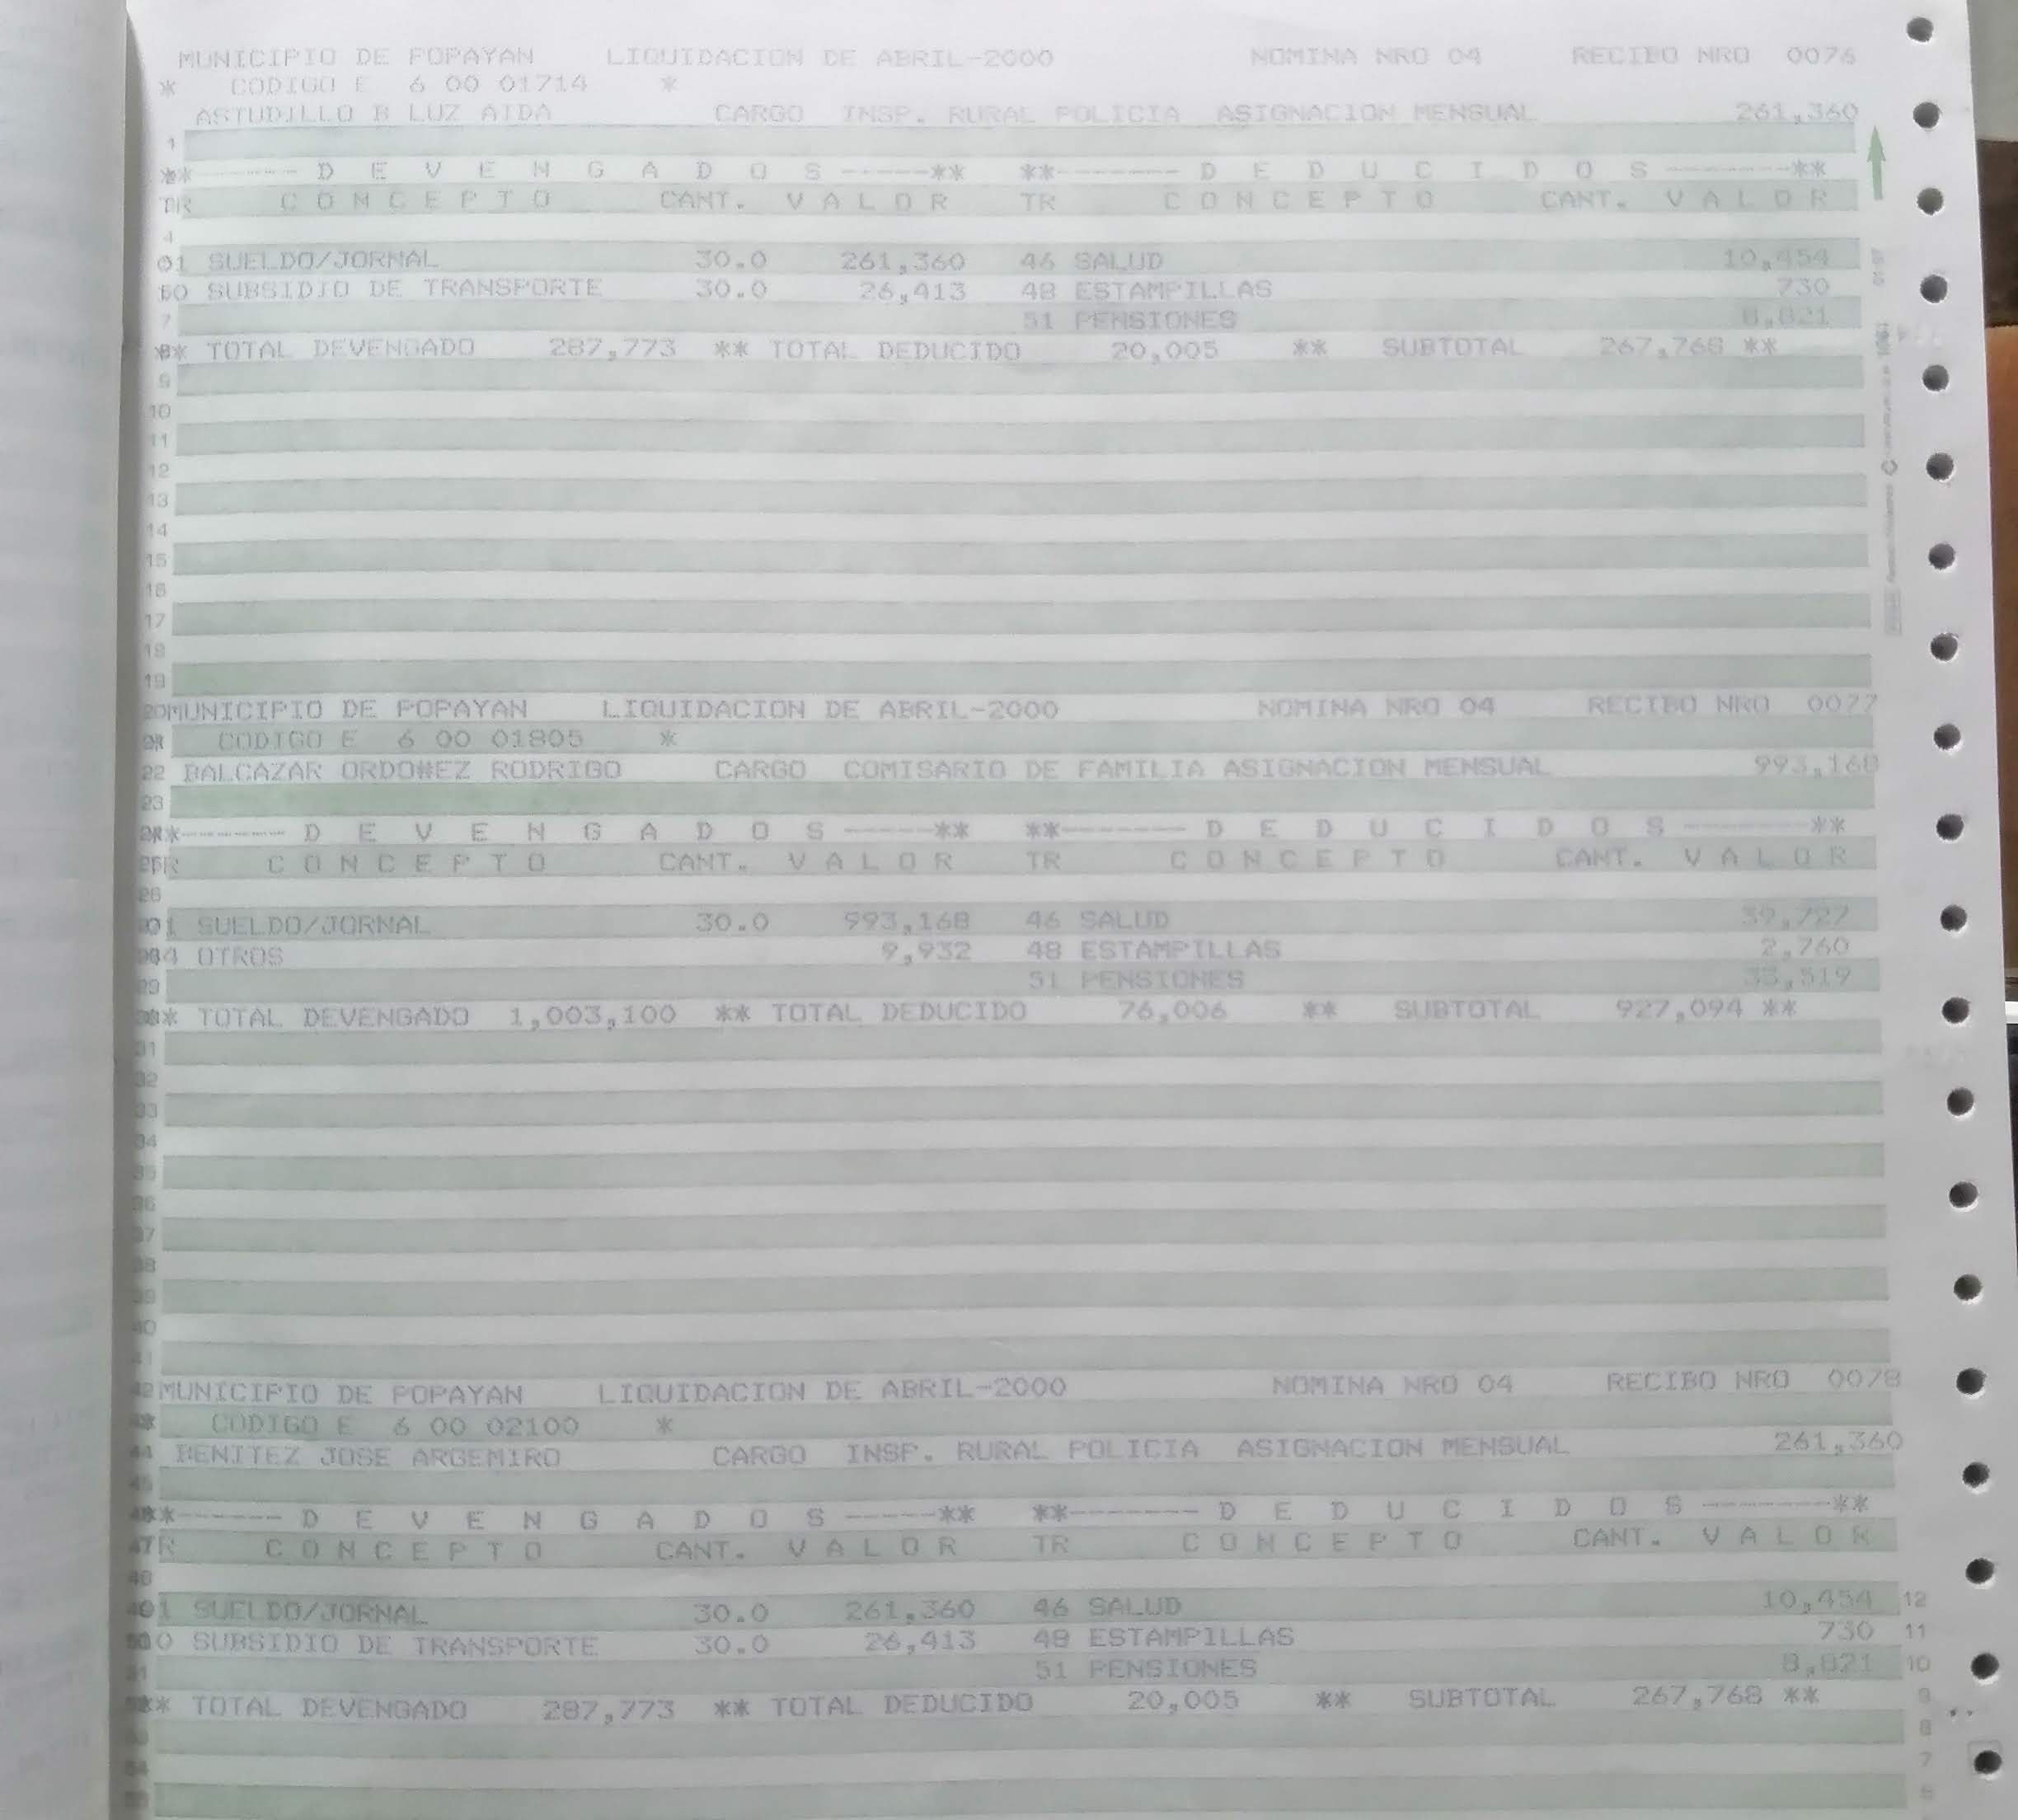 MUNICIPIO DE POPAYAN LIQUIDACION DE ABRIL-2000 NOMINA NRO 04 RECIBO NRO 0076
* CODIGO E 6 00 01714 *
ASTUDILLO B LUZ AIDA CARGO INSP. RURAL POLICIA ASIGNACION MENSUAL 261,360
1
**------ D E V E N G A D O S -----** **------- D E D U C I D O S -------**
TR C O N C E P T O CANT. V A L O R TR C O N C E P T O CANT. V A L O R
4
01 SUELDO/JORNAL 30.0 261,360 46 SALUD 10,454
60 SUBSIDIO DE TRANSPORTE 30.0 26,413 48 ESTAMPILLAS 730
7 51 PENSIONES 8,821
** TOTAL DEVENGADO 287,773 ** TOTAL DEDUCIDO 20,005 ** SUBTOTAL 267,768 **
9
10
11
12
13
14
15
16
17
18
19
20 MUNICIPIO DE POPAYAN LIQUIDACION DE ABRIL-2000 NOMINA NRO 04 RECIBO NRO 0077
* CODIGO E 6 00 01805 *
22 BALCAZAR ORDO#EZ RODRIGO CARGO COMISARIO DE FAMILIA ASIGNACION MENSUAL 993,168
23
**------ D E V E N G A D O S -----** **------- D E D U C I D O S -------**
TR C O N C E P T O CANT. V A L O R TR C O N C E P T O CANT. V A L O R
26
01 SUELDO/JORNAL 30.0 993,168 46 SALUD 39,727
OTROS 9,932 48 ESTAMPILLAS 2,760
29 51 PENSIONES 33,519
** TOTAL DEVENGADO 1,003,100 ** TOTAL DEDUCIDO 76,006 ** SUBTOTAL 927,094 **
31
32
33
34
35
36
37
38
39
40
41
42 MUNICIPIO DE POPAYAN LIQUIDACION DE ABRIL-2000 NOMINA NRO 04 RECIBO NRO 0078
* CODIGO E 6 00 02100 *
44 BENITEZ JOSE ARGEMIRO CARGO INSP. RURAL POLICIA ASIGNACION MENSUAL 261,360
45
**------ D E V E N G A D O S -----** **------- D E D U C I D O S -------**
TR C O N C E P T O CANT. V A L O R TR C O N C E P T O CANT. V A L O R
48
01 SUELDO/JORNAL 30.0 261,360 46 SALUD 10,454 12
SUBSIDIO DE TRANSPORTE 30.0 26,413 48 ESTAMPILLAS 730 11
51 51 PENSIONES 8,821 10
** TOTAL DEVENGADO 287,773 ** TOTAL DEDUCIDO 20,005 ** SUBTOTAL 267,768 ** 9
8
7
6